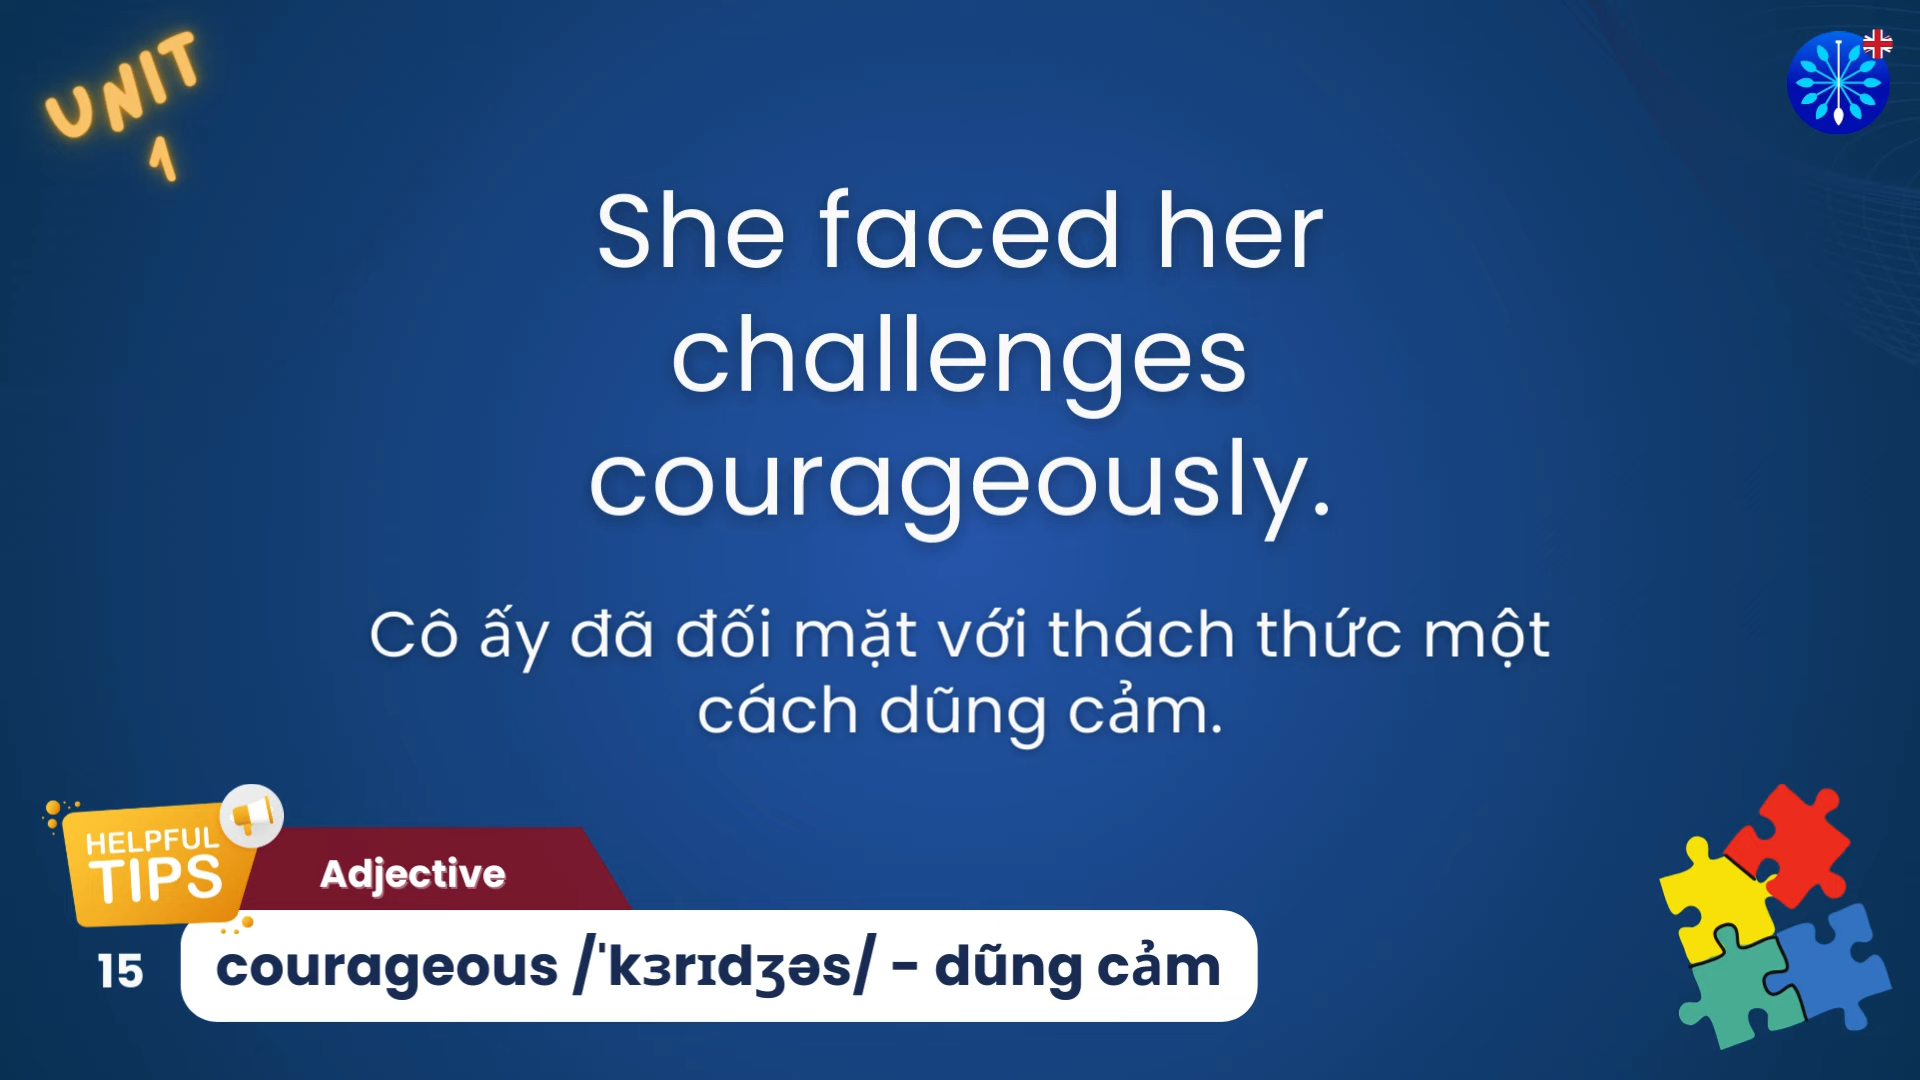 UNIT
1
She faced her
challenges
courageously.
Cô ấy đã đối mặt với thách thức một
cách dũng cảm.
HELPFUL
TIPS
Adjective
15
courageous /ˈkɜrɪdʒəs/ - dũng cảm